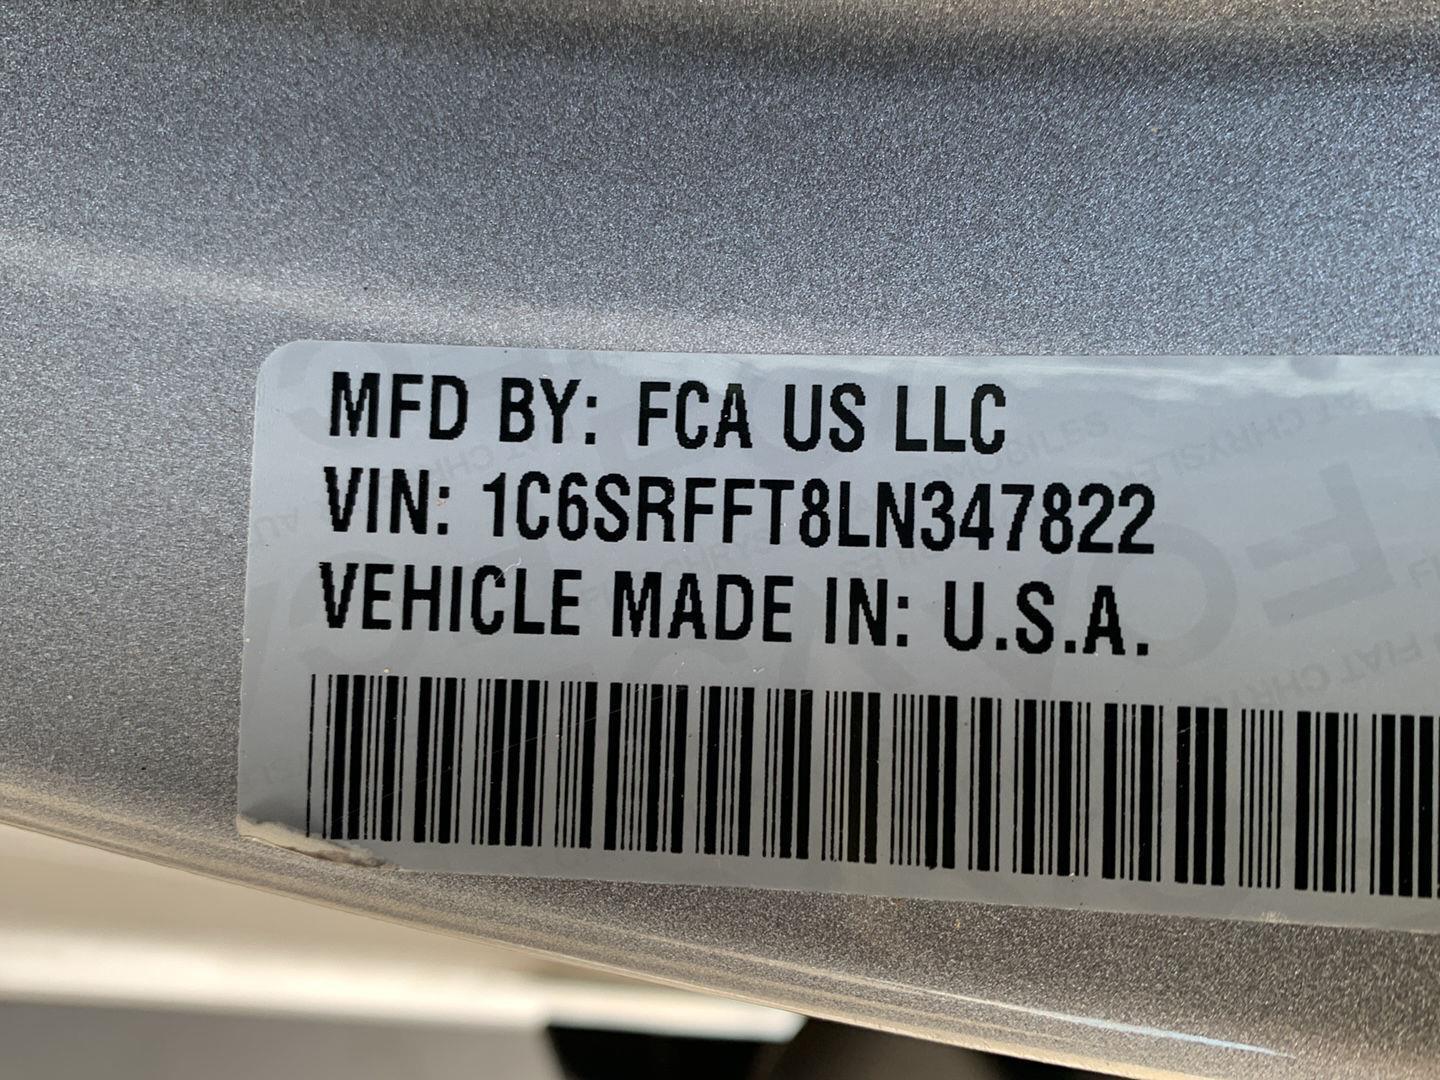 MFD BY: FCA US LLC
VIN: 1C6SRFFT8LN347822
VEHICLE MADE IN: U.S.A.